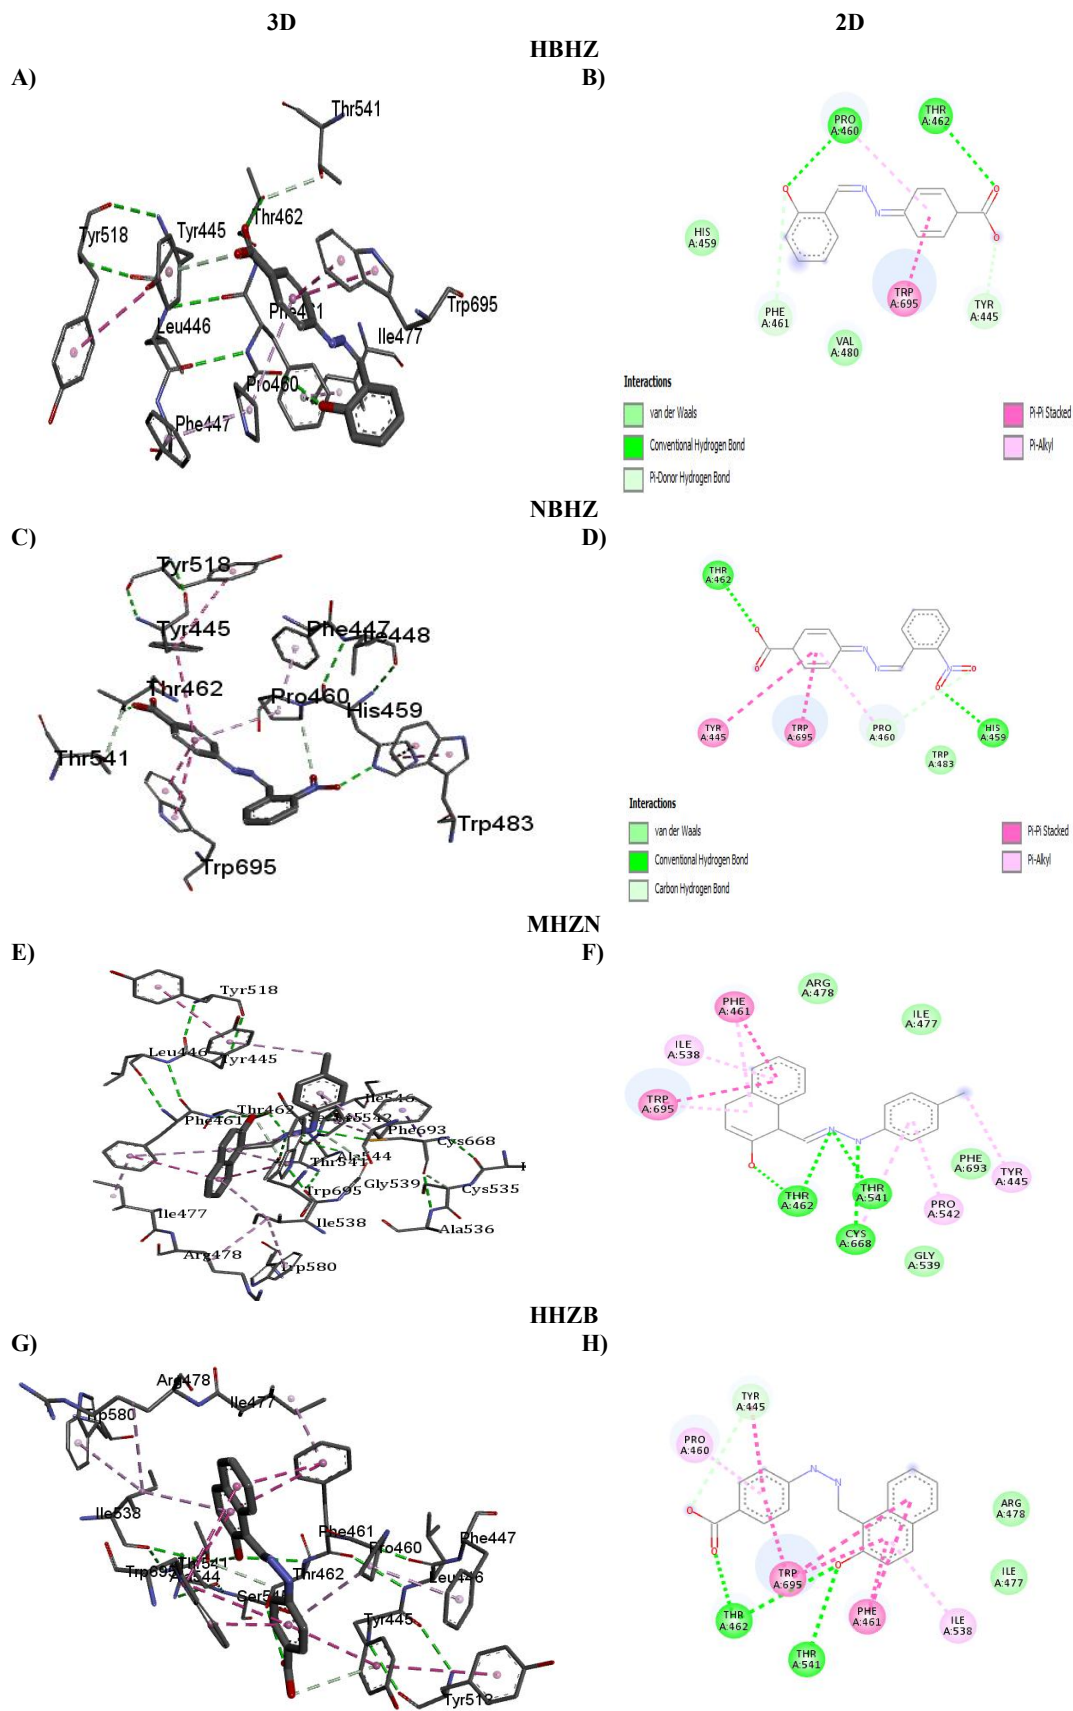 3D
2D
HBHZ
A)
B)
Thr541
Thr462
Tyr445
Tyr518
Phe461
Trp695
Leu446
Ile477
Pro460
Phe447
PRO
A:460
THR
A:462
HIS
A:459
PHE
A:461
TRP
A:695
TYR
A:445
VAL
A:480
Interactions
van der Waals
Conventional Hydrogen Bond
Pi-Donor Hydrogen Bond
Pi-Pi Stacked
Pi-Alkyl
NBHZ
C)
D)
Tyr518
Tyr445
Phe447
Ile448
Thr462
Pro460
His459
Thr541
Trp483
Trp695
THR
A:462
TYR
A:445
TRP
A:695
PRO
A:460
HIS
A:459
TRP
A:483
Interactions
van der Waals
Conventional Hydrogen Bond
Carbon Hydrogen Bond
Pi-Pi Stacked
Pi-Alkyl
MHZN
E)
F)
Tyr518
Leu446
Tyr445
Thr462
Ile546
Phe461
Phe693
Cys668
Ala544
Thr541
Gly539
Cys535
Trp695
Ile477
Ile538
Ala536
Arg478
Trp580
ARG
A:478
PHE
A:461
ILE
A:477
ILE
A:538
TRP
A:695
PHE
A:693
TYR
A:445
THR
A:462
THR
A:541
PRO
A:542
CYS
A:668
GLY
A:539
HHZB
G)
H)
Arg478
Ile477
Trp580
Ile538
Phe461
Pro460
Phe447
Thr541
Thr462
Leu446
Tyr445
TYR
A:445
PRO
A:460
ARG
A:478
TRP
A:695
ILE
A:477
THR
A:462
PHE
A:461
ILE
A:538
THR
A:541